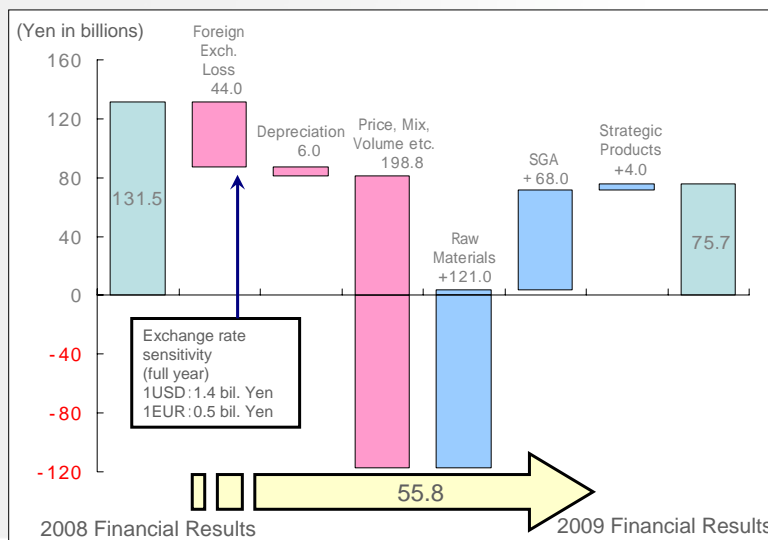 (Yen in billions)
160
120
80
40
0
-40
-80
-120
131.5
Foreign
Exch.
Loss
44.0
Depreciation
6.0
Price, Mix,
Volume etc.
198.8
Raw
Materials
+121.0
SGA
+68.0
Strategic
Products
+4.0
75.7
Exchange rate
sensitivity
(full year)
1USD:1.4 bil. Yen
1EUR:0.5 bil. Yen
55.8
2008 Financial Results
2009 Financial Results